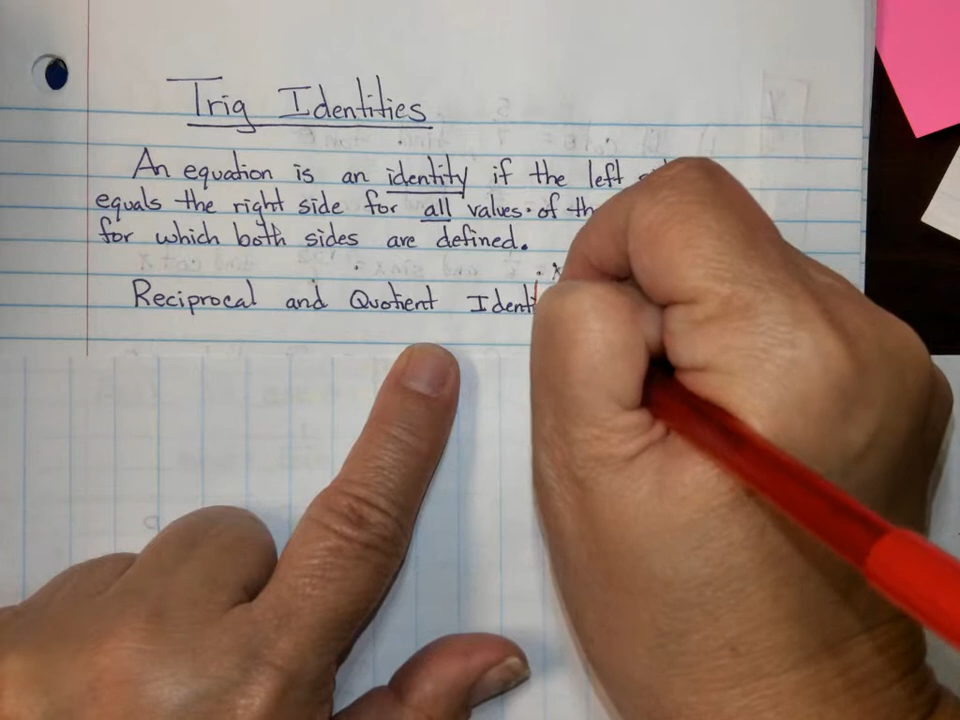 Trig Identities
An equation is an identity if the left
equals the right side for all values of
for which both sides are defined.
Reciprocal and Quotient